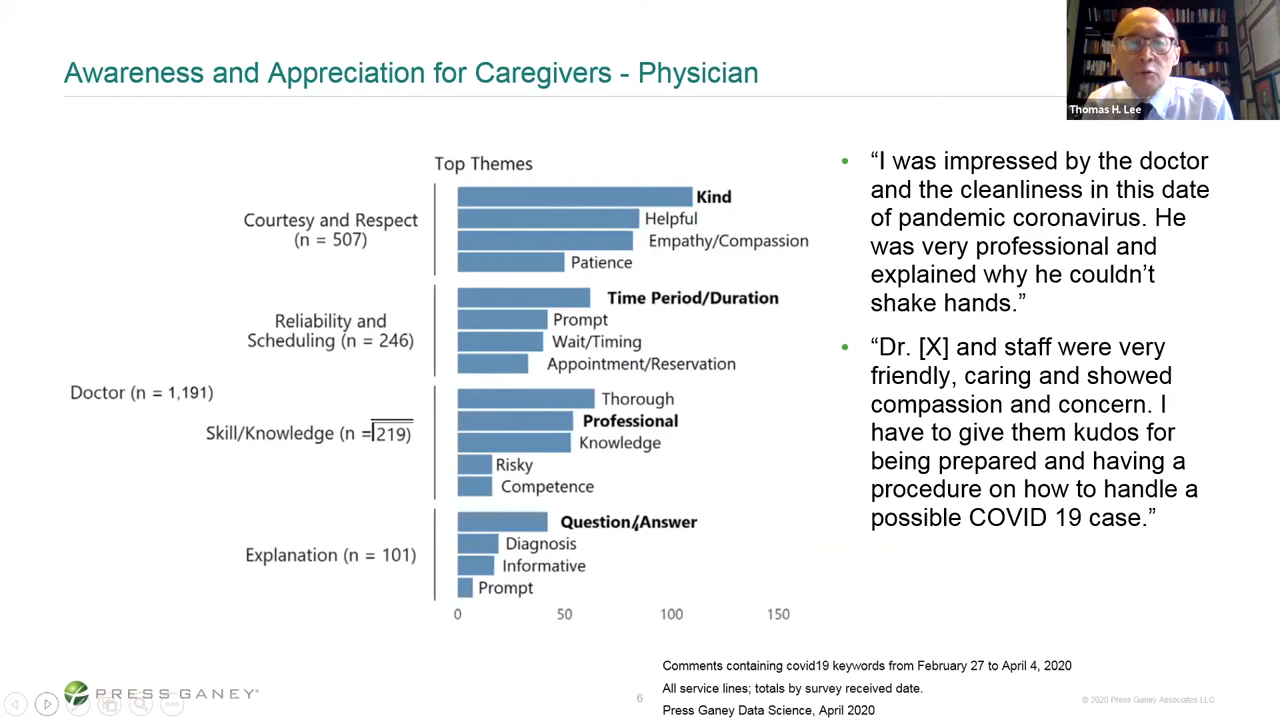 Awareness and Appreciation for Caregivers - Physician
Thomas H. Lee
Top Themes
Doctor (n = 1,191)
Courtesy and Respect
(n = 507)
Kind
Helpful
Empathy/Compassion
Patience
Reliability and
Scheduling (n = 246)
Time Period/Duration
Prompt
Wait/Timing
Appointment/Reservation
Skill/Knowledge (n = 219)
Thorough
Professional
Knowledge
Risky
Competence
Explanation (n = 101)
Question/Answer
Diagnosis
Informative
Prompt
0 50 100 150
• “I was impressed by the doctor
and the cleanliness in this date
of pandemic coronavirus. He
was very professional and
explained why he couldn’t
shake hands.”
• “Dr. [X] and staff were very
friendly, caring and showed
compassion and concern. I
have to give them kudos for
being prepared and having a
procedure on how to handle a
possible COVID 19 case.”
Comments containing covid19 keywords from February 27 to April 4, 2020
All service lines; totals by survey received date.
Press Ganey Data Science, April 2020
PRESS GANEY®
6
© 2020 Press Ganey Associates LLC